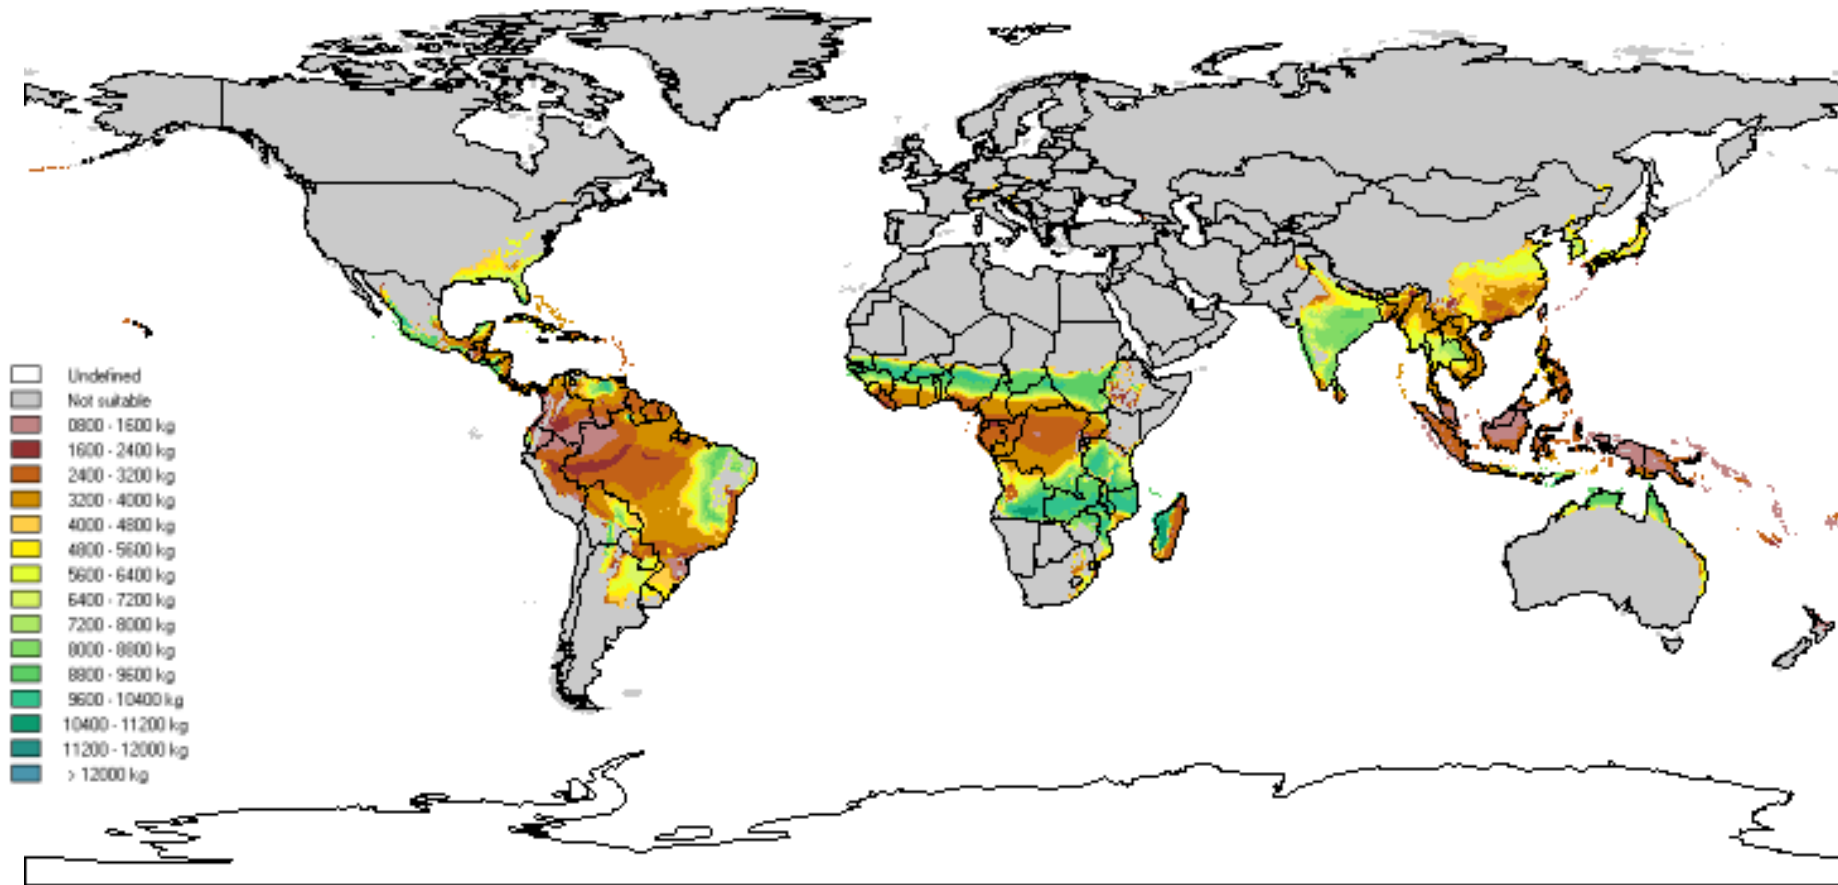 Undefined
Not suitable
0800 - 1600 kg
1600 - 2400 kg
2400 - 3200 kg
3200 - 4000 kg
4000 - 4800 kg
4800 - 5600 kg
5600 - 6400 kg
6400 - 7200 kg
7200 - 8000 kg
8000 - 8800 kg
8800 - 9600 kg
9600 - 10400 kg
10400 - 11200 kg
11200 - 12000 kg
> 12000 kg